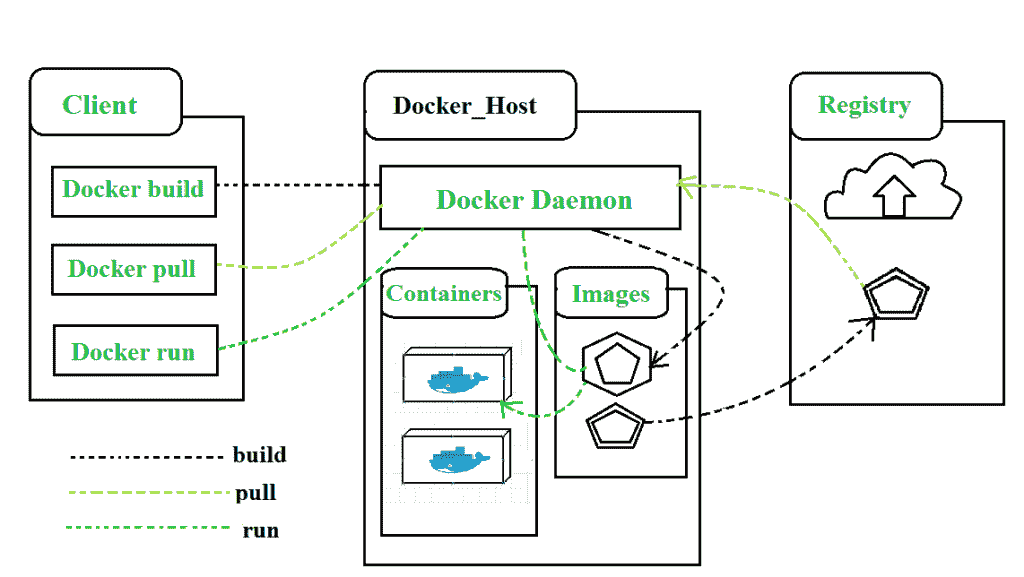 Client
Docker build
Docker pull
Docker run
Docker_Host
Docker Daemon
Containers
Images
Registry
build
pull
run